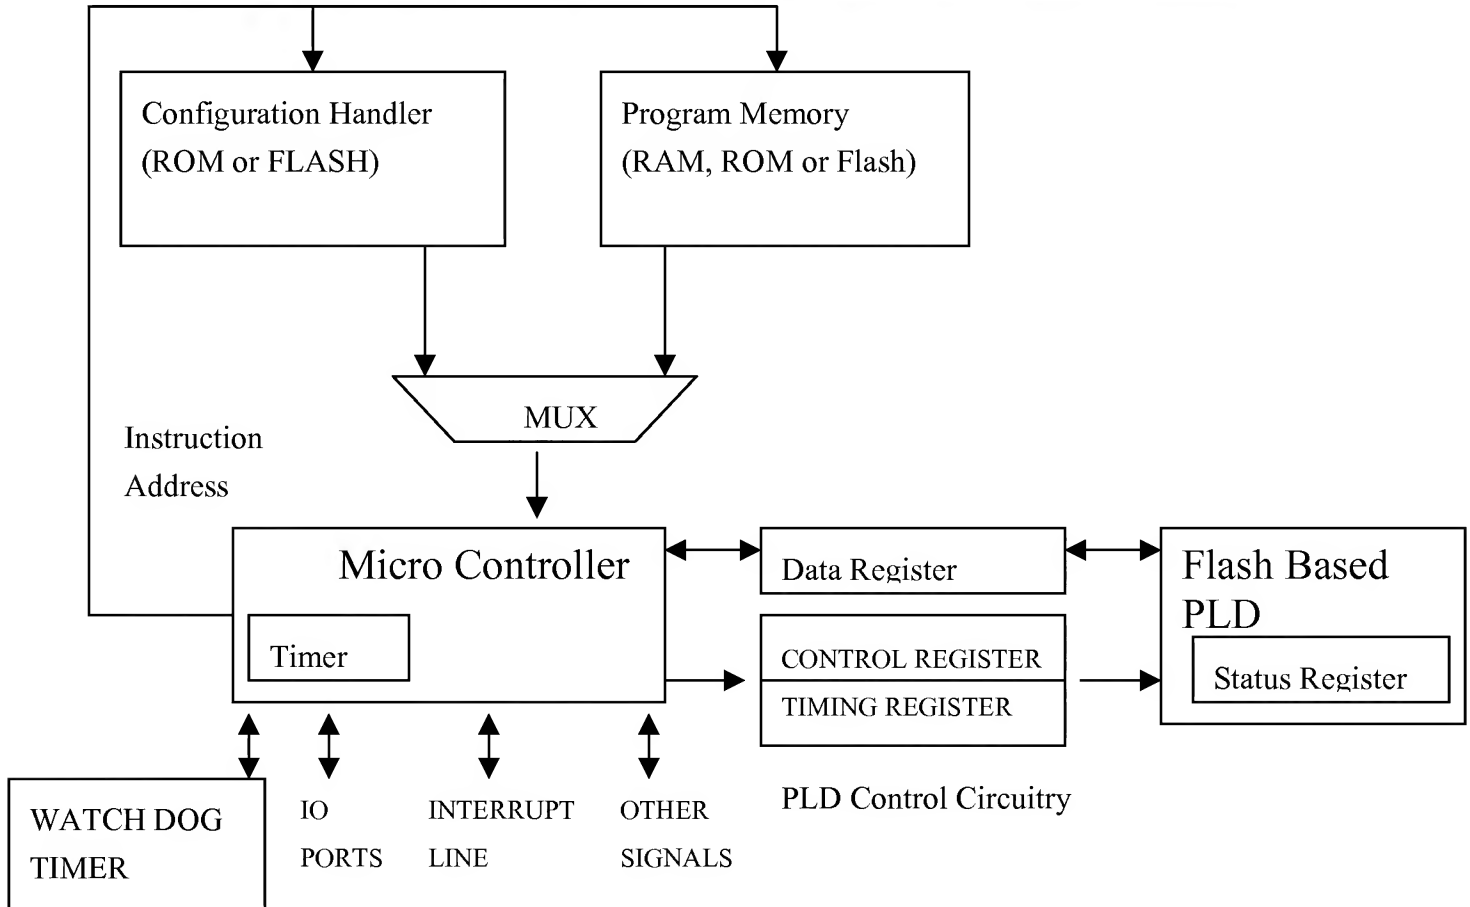 Configuration Handler
(ROM or FLASH)
Program Memory
(RAM, ROM or Flash)
MUX
Instruction
Address
Micro Controller
Timer
Data Register
CONTROL REGISTER
TIMING REGISTER
PLD Control Circuitry
Flash Based
PLD
Status Register
WATCH DOG
TIMER
IO
PORTS
INTERRUPT
LINE
OTHER
SIGNALS